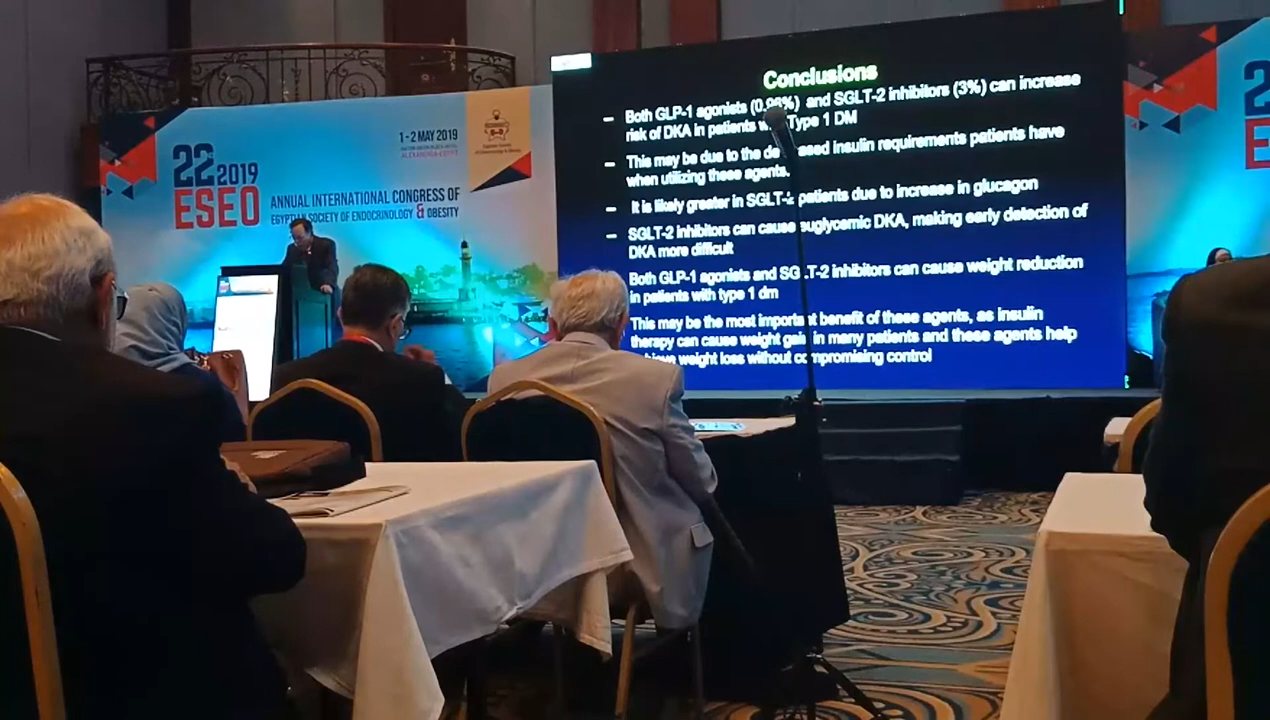 1-2 MAY 2019
22 2019
ESEO
ANNUAL INTERNATIONAL CONGRESS OF
EGYPTIAN SOCIETY OF ENDOCRINOLOGY & OBESITY
Conclusions
– Both GLP-1 agonists and SGLT-2 inhibitors (3%) can increase
risk of DKA in patients Type 1 DM
– This may be due to the insulin requirements patients have
when utilizing these agents.
– It is likely greater in SGLT-2 patients due to increase in glucagon
– SGLT-2 inhibitors can cause euglycemic DKA, making early detection of
DKA more difficult
Both GLP-1 agonists and SGLT-2 inhibitors can cause weight reduction
in patients with type 1 dm
This may be the most important benefit of these agents, as insulin
therapy can cause weight gain in many patients and these agents help
weight loss without compromising control
2
E